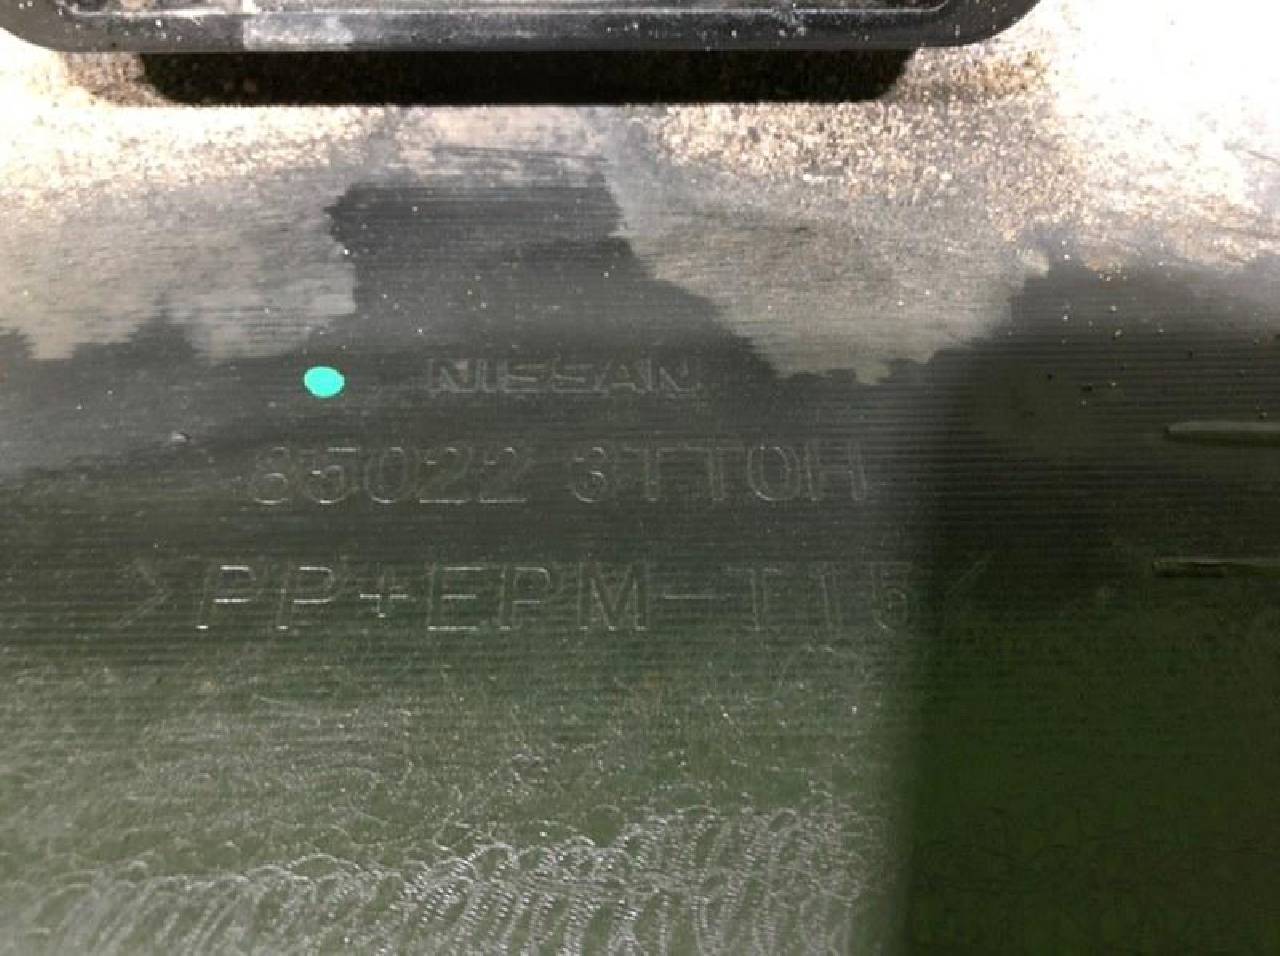 NISSAN
85022 3TT0H
>PP+EPM-T15<